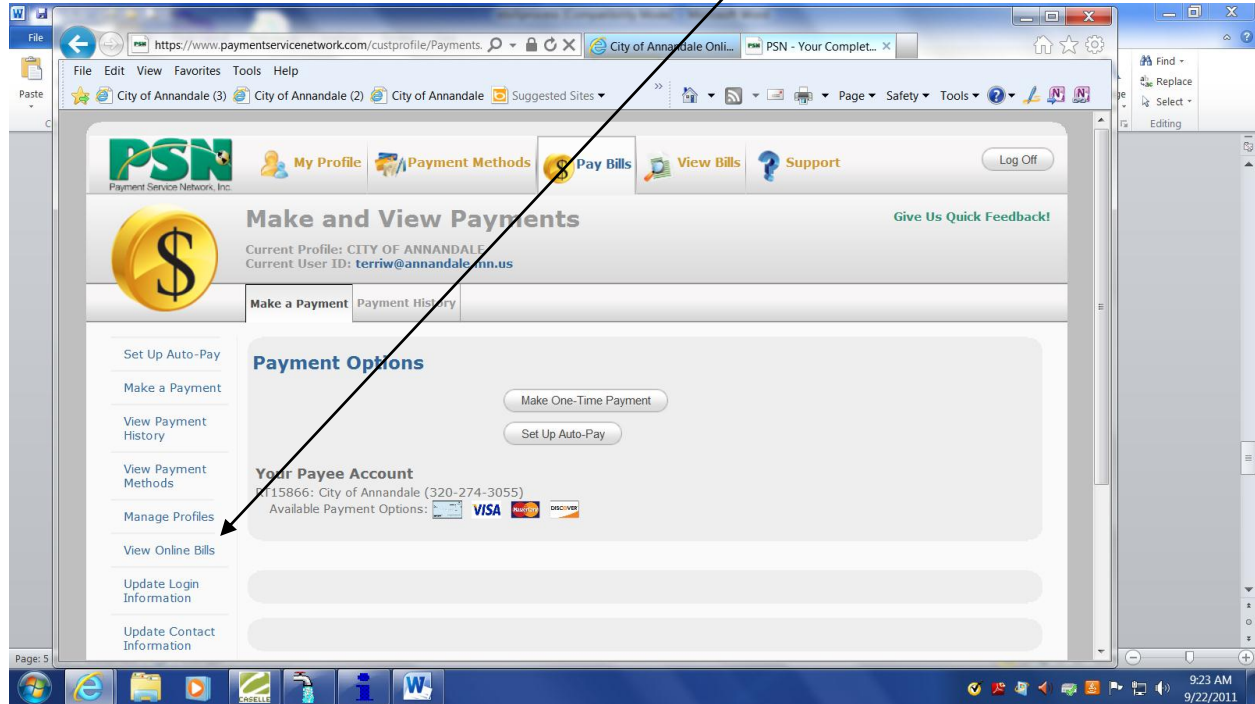 File
Paste
Page: 5
https://www.paymentservicenetwork.com/custprofile/Payments.
City of Annandale Onli...
PSN - Your Complet...
File Edit View Favorites Tools Help
City of Annandale (3) City of Annandale (2) City of Annandale Suggested Sites
Page Safety Tools
Find
Replace
Select
Editing
PSN
Payment Service Network, Inc.
My Profile Payment Methods Pay Bills View Bills Support
Log Off
Make and View Payments
Give Us Quick Feedback!
Current Profile: CITY OF ANNANDALE
Current User ID: terriw@annandale.mn.us
Make a Payment Payment History
Set Up Auto-Pay
Make a Payment
View Payment
History
View Payment
Methods
Manage Profiles
View Online Bills
Update Login
Information
Update Contact
Information
Payment Options
Make One-Time Payment
Set Up Auto-Pay
Your Payee Account
RT15866: City of Annandale (320-274-3055)
Available Payment Options: VISA MasterCard DISCOVER
CASELLE
9:23 AM
9/22/2011